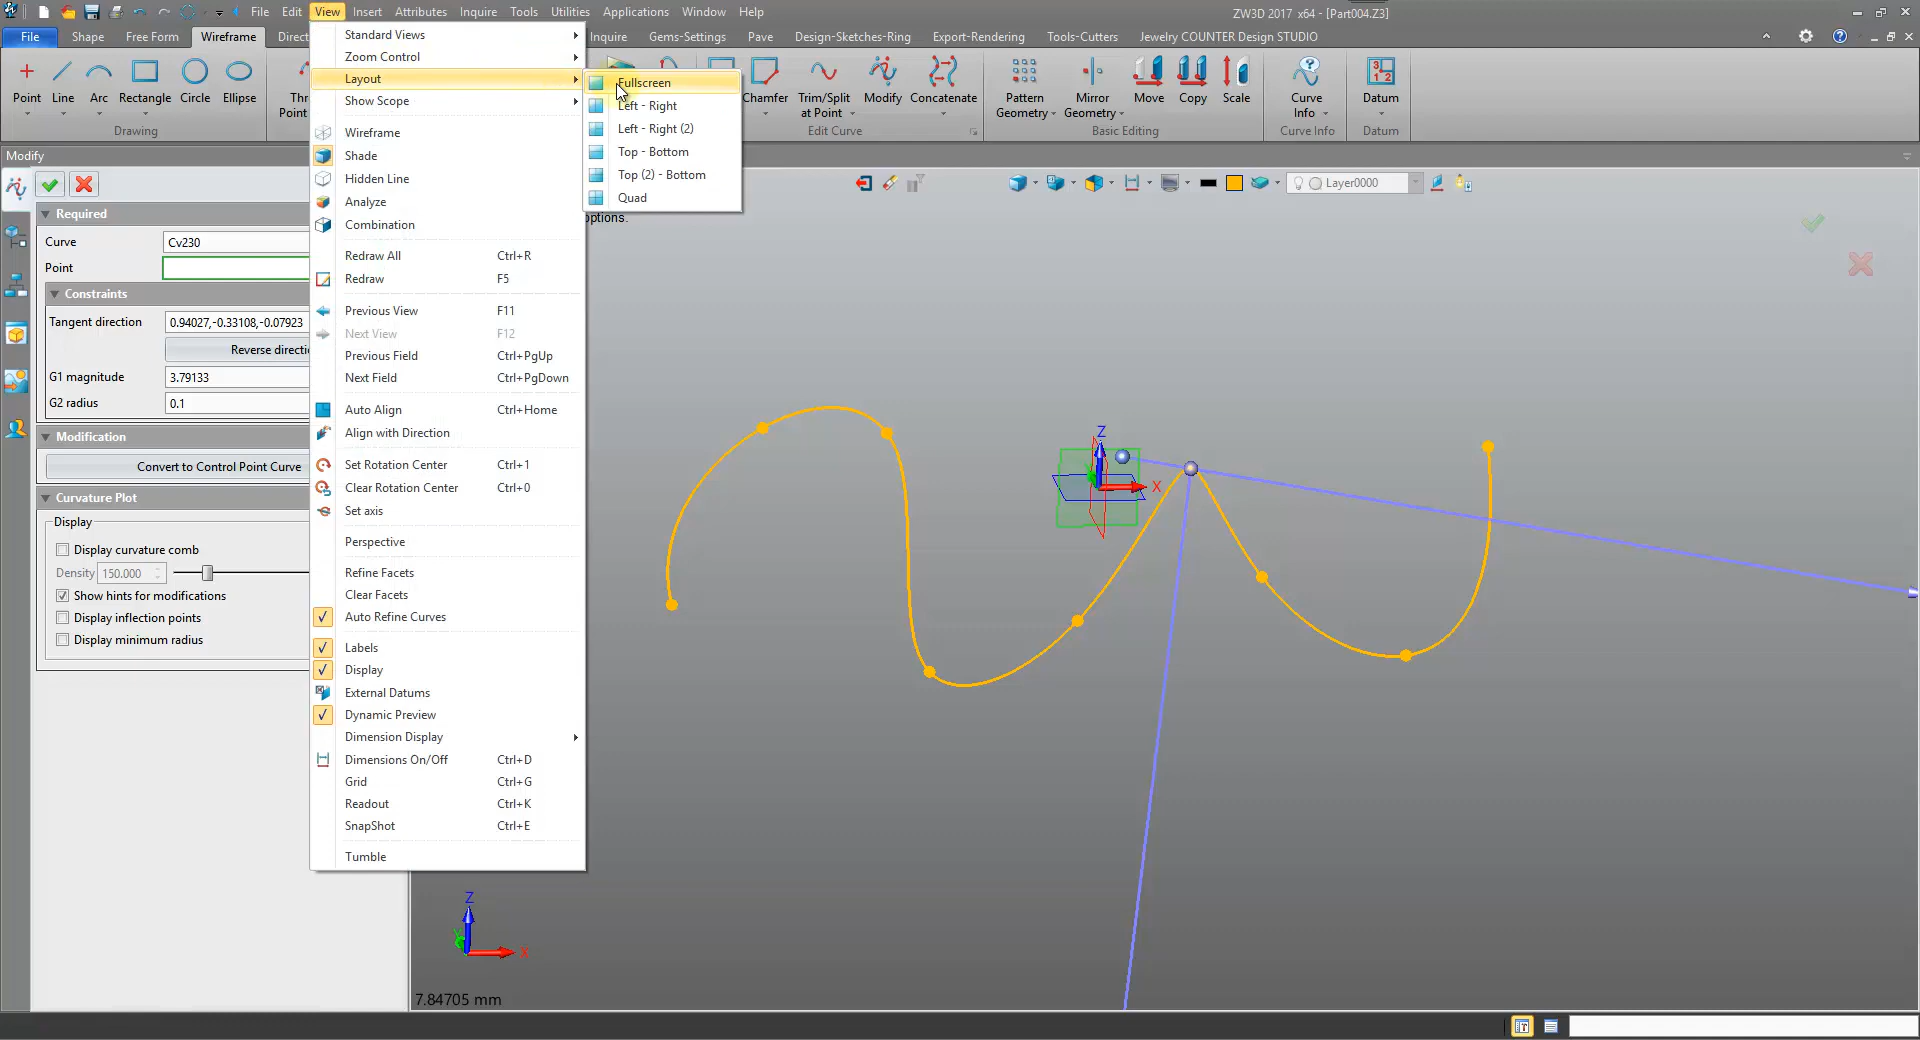 File Edit View Insert Attributes Inquire Tools Utilities Applications Window Help
ZW3D 2017 x64 - [Part004.Z3]
File Shape Free Form Wireframe Direct Inquire Gems-Settings Pave Design-Sketches-Ring Export-Rendering Tools-Cutters Jewelry COUNTER Design STUDIO
Point Line Arc Rectangle Circle Ellipse
Thr
Point
Chamfer
Trim/Split
at Point
Modify Concatenate
Pattern
Geometry
Mirror
Geometry
Move Copy Scale
Curve
Info
Datum
Drawing
Edit Curve
Basic Editing
Curve Info
Datum
Modify
Required
Curve Cv230
Point
Constraints
Tangent direction 0.94027,-0.33108,-0.07923
Reverse directi
G1 magnitude 3.79133
G2 radius 0.1
Modification
Convert to Control Point Curve
Curvature Plot
Display
Display curvature comb
Density 150.000
Show hints for modifications
Display inflection points
Display minimum radius
Standard Views
Zoom Control
Layout
Show Scope
Wireframe
Shade
Hidden Line
Analyze
Combination
Redraw All Ctrl+R
Redraw F5
Previous View F11
Next View F12
Previous Field Ctrl+PgUp
Next Field Ctrl+PgDown
Auto Align Ctrl+Home
Align with Direction
Set Rotation Center Ctrl+1
Clear Rotation Center Ctrl+0
Set axis
Perspective
Refine Facets
Clear Facets
Auto Refine Curves
Labels
Display
External Datums
Dynamic Preview
Dimension Display
Dimensions On/Off Ctrl+D
Grid Ctrl+G
Readout Ctrl+K
SnapShot Ctrl+E
Tumble
Fullscreen
Left - Right
Left - Right (2)
Top - Bottom
Top (2) - Bottom
Quad
ptions.
Layer0000
Z
X
Z
Y
X
7.84705 mm